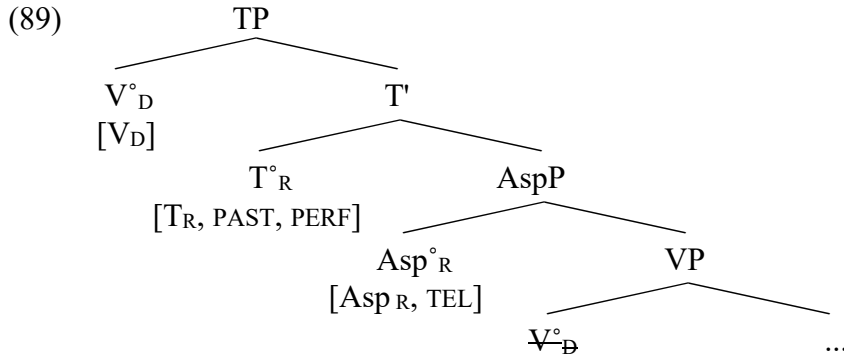 (89) TP
V°D T'
[VD]
T°R AspP
[TR, PAST, PERF]
Asp°R VP
[Asp R, TEL]
V°D ...